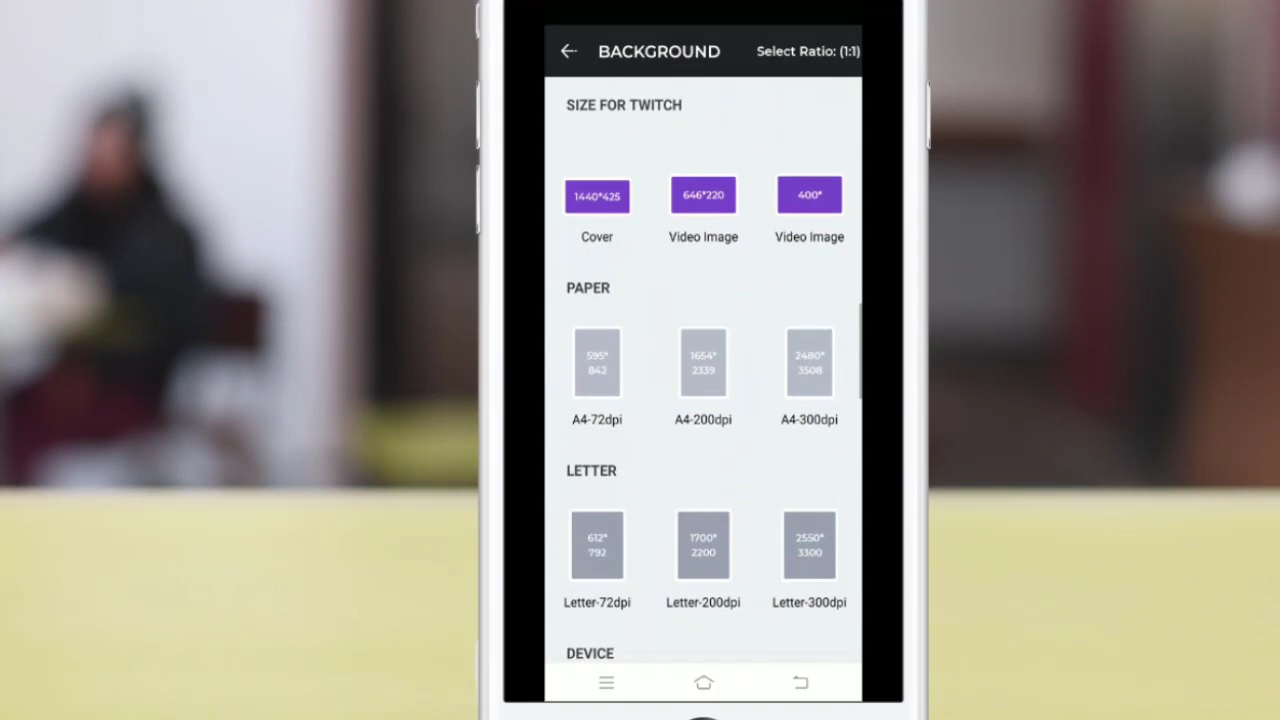 BACKGROUND Select Ratio: (1:1)
SIZE FOR TWITCH
1440*425 646*220 400*
Cover Video Image Video Image
PAPER
595* 1654* 2480*
842 2339 3508
A4-72dpi A4-200dpi A4-300dpi
LETTER
612* 1700* 2550*
792 2200 3300
Letter-72dpi Letter-200dpi Letter-300dpi
DEVICE